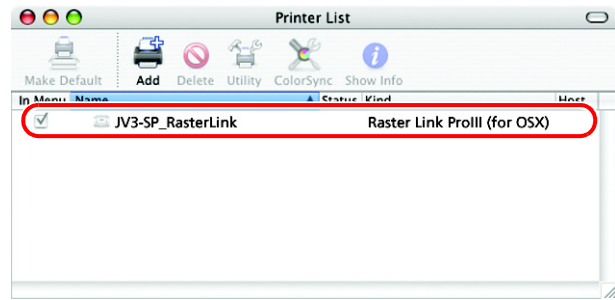 Printer List
Make Default Add Delete Utility ColorSync Show Info
In Menu Name Status Kind Host
JV3-SP_RasterLink Raster Link ProIII (for OSX)